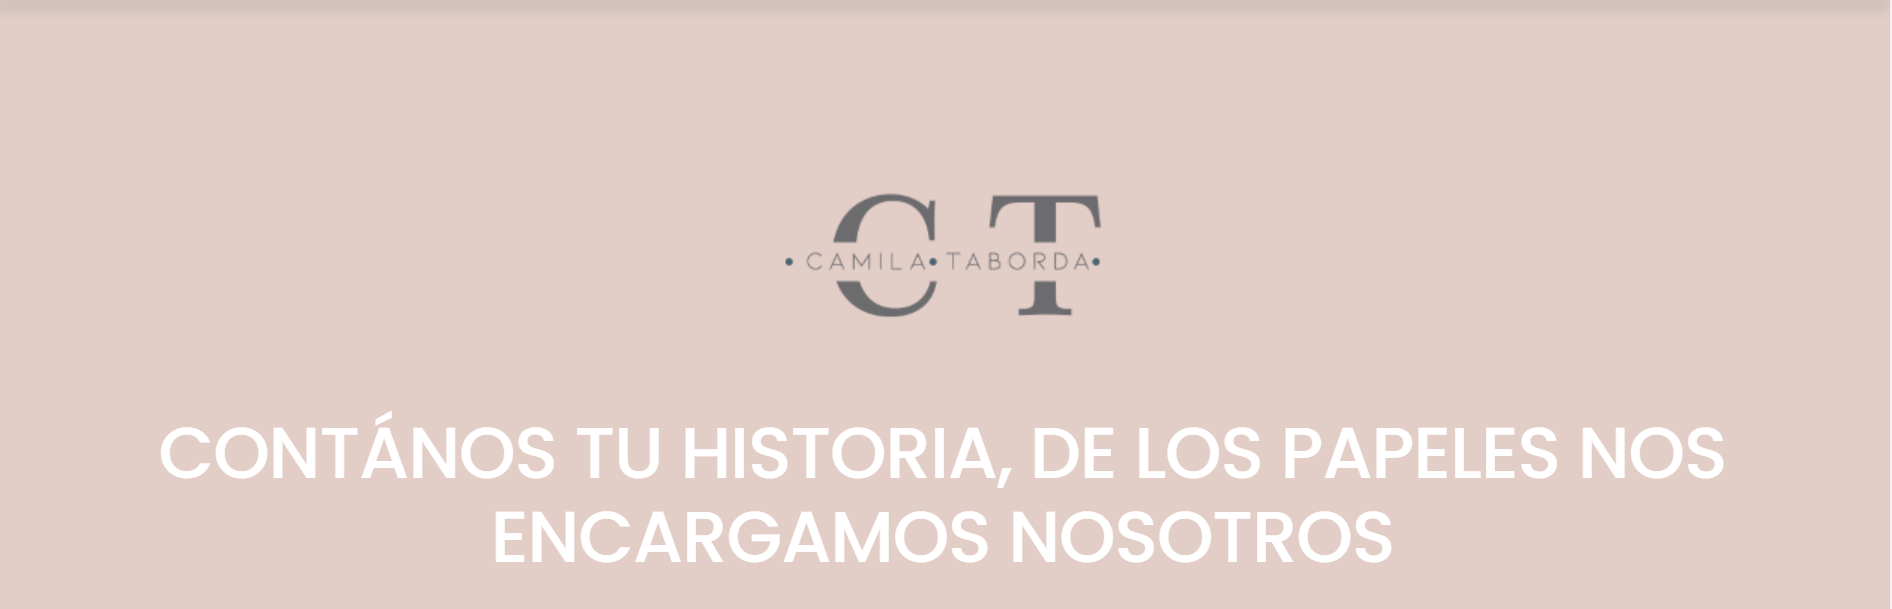 CT
• CAMILA • TABORDA •
CONTÁNOS TU HISTORIA, DE LOS PAPELES NOS
ENCARGAMOS NOSOTROS